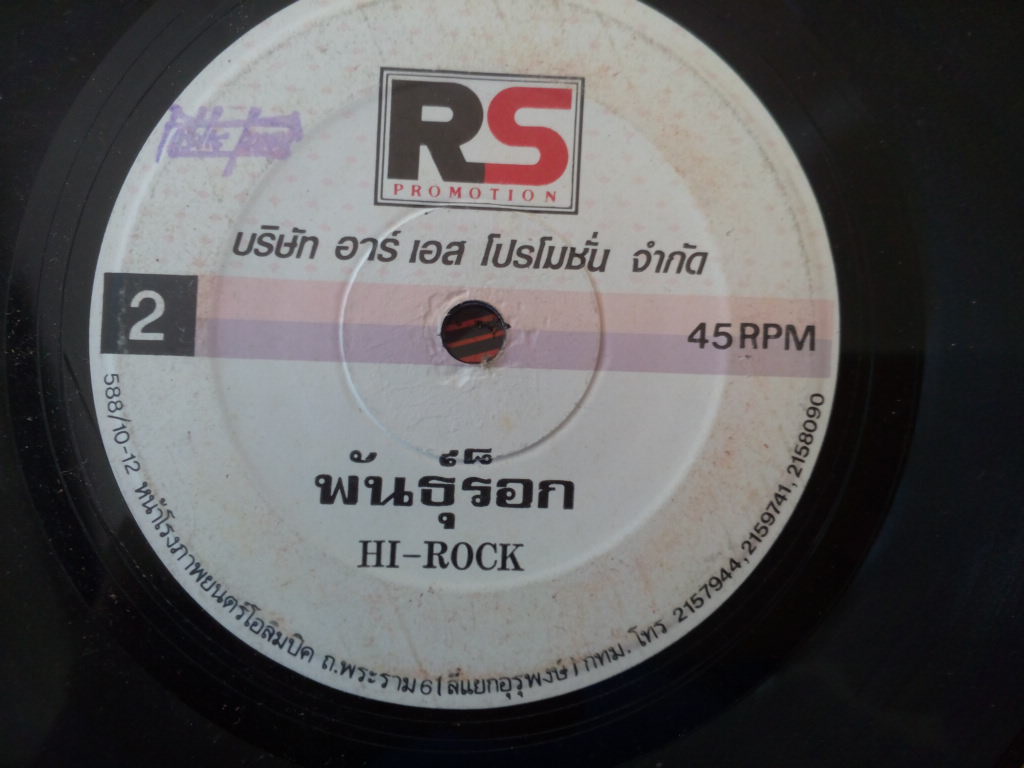 RS
PROMOTION
บริษัท อาร์ เอส โปรโมชั่น จำกัด
2
45 RPM
พันธุ์ร็อก
HI-ROCK
588/10-12 หน้าโรงภาพยนตร์โอลิมปิค ถ.พระราม 6 (สี่แยกอุรุพงษ์) กทม. โทร 2157944, 2159741, 2158090